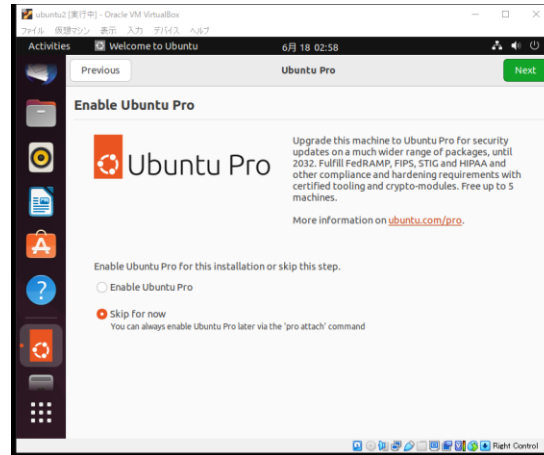 ubuntu2 [実行中] - Oracle VM VirtualBox
ファイル 仮想マシン 表示 入力 デバイス ヘルプ
Activities Welcome to Ubuntu 6月 18 02:58
Previous Ubuntu Pro Next
Enable Ubuntu Pro
Ubuntu Pro
Upgrade this machine to Ubuntu Pro for security
updates on a much wider range of packages, until
2032. Fulfill FedRAMP, FIPS, STIG and HIPAA and
other compliance and hardening requirements with
certified tooling and crypto-modules. Free up to 5
machines.
More information on ubuntu.com/pro.
Enable Ubuntu Pro for this installation or skip this step.
Enable Ubuntu Pro
Skip for now
You can always enable Ubuntu Pro later via the 'pro attach' command
Right Control